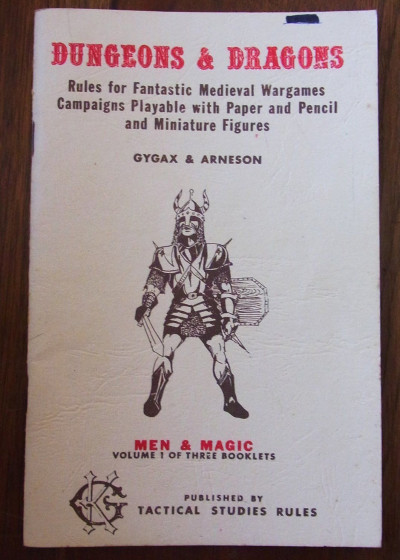 DUNGEONS & DRAGONS
Rules for Fantastic Medieval Wargames
Campaigns Playable with Paper and Pencil
and Miniature Figures
GYGAX & ARNESON
MEN & MAGIC
VOLUME 1 OF THREE BOOKLETS
GK
PUBLISHED BY
TACTICAL STUDIES RULES